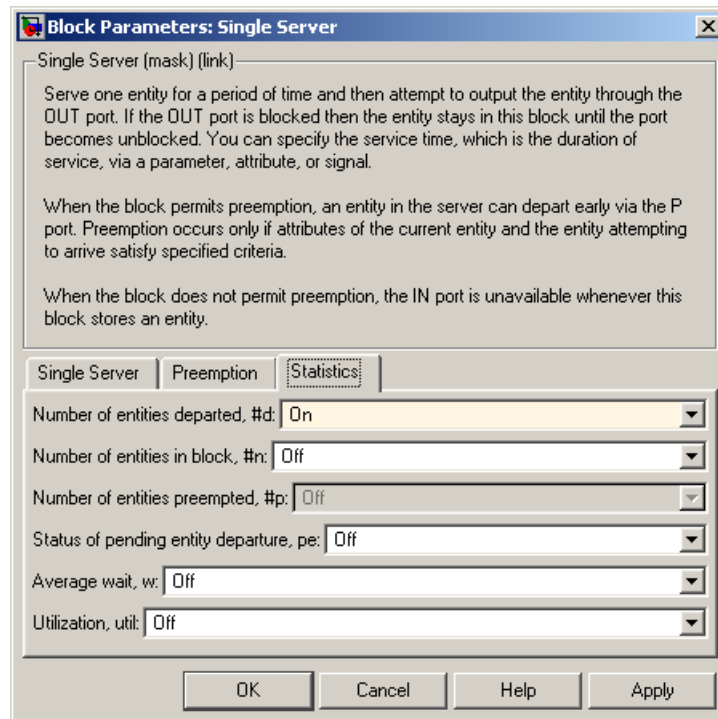 Block Parameters: Single Server
Single Server (mask) (link)
Serve one entity for a period of time and then attempt to output the entity through the
OUT port. If the OUT port is blocked then the entity stays in this block until the port
becomes unblocked. You can specify the service time, which is the duration of
service, via a parameter, attribute, or signal.
When the block permits preemption, an entity in the server can depart early via the P
port. Preemption occurs only if attributes of the current entity and the entity attempting
to arrive satisfy specified criteria.
When the block does not permit preemption, the IN port is unavailable whenever this
block stores an entity.
Single Server Preemption Statistics
Number of entities departed, #d: On
Number of entities in block, #n: Off
Number of entities preempted, #p: Off
Status of pending entity departure, pe: Off
Average wait, w: Off
Utilization, util: Off
OK Cancel Help Apply